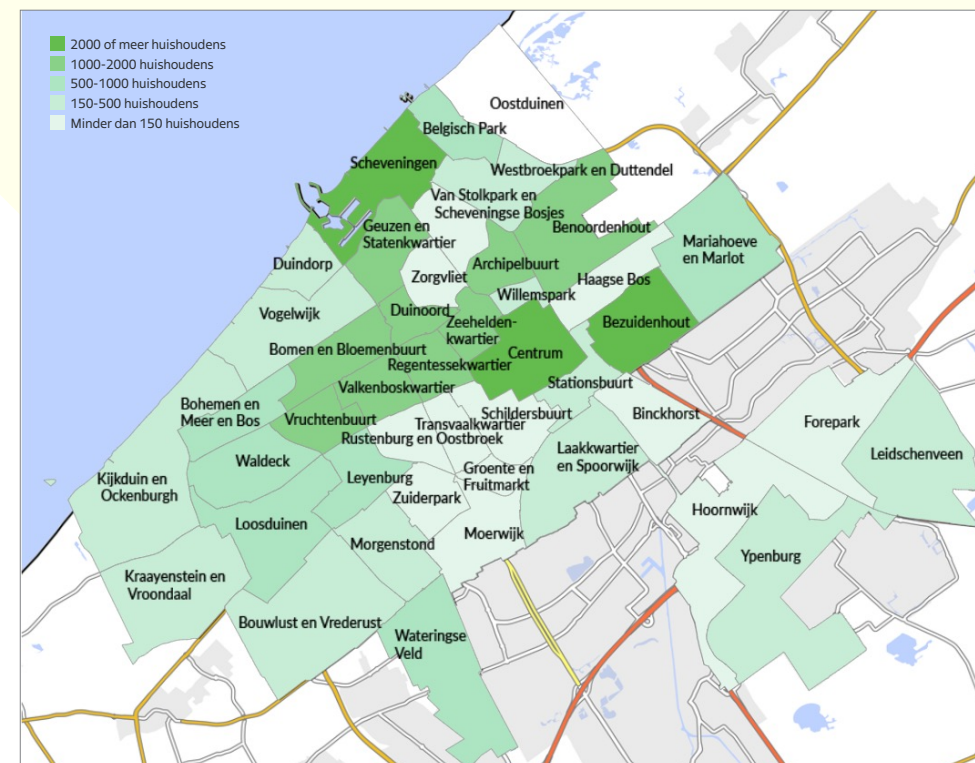 2000 of meer huishoudens
1000-2000 huishoudens
500-1000 huishoudens
150-500 huishoudens
Minder dan 150 huishoudens
Oostduinen
Belgisch Park
Scheveningen
Westbroekpark en Duttendel
Van Stolkpark en
Scheveningse Bosjes
Geuzen en
Statenkwartier
Benoordenhout
Mariahoeve
en Marlot
Duindorp
Archipelbuurt
Zorgvliet
Haagse Bos
Willemspark
Vogelwijk
Duinoord
Zeehelden-
kwartier
Bezuidenhout
Bomen en Bloemenbuurt
Centrum
Regentessekwartier
Valkenboskwartier
Stationsbuurt
Bohemen en
Meer en Bos
Vruchtenbuurt
Schildersbuurt
Binckhorst
Transvaalkwartier
Rustenburg en Oostbroek
Forepark
Laakkwartier
en Spoorwijk
Leidschenveen
Waldeck
Kijkduin en
Ockenburgh
Leyenburg
Groente en
Fruitmarkt
Zuiderpark
Hoornwijk
Loosduinen
Moerwijk
Morgenstond
Ypenburg
Kraayenstein en
Vroondaal
Bouwlust en Vrederust
Wateringse
Veld